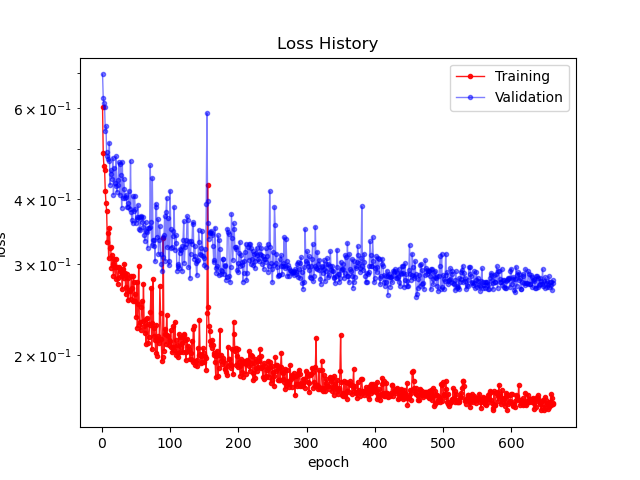 Loss History
Training
Validation
6 × 10⁻¹
4 × 10⁻¹
3 × 10⁻¹
2 × 10⁻¹
loss
0 100 200 300 400 500 600
epoch